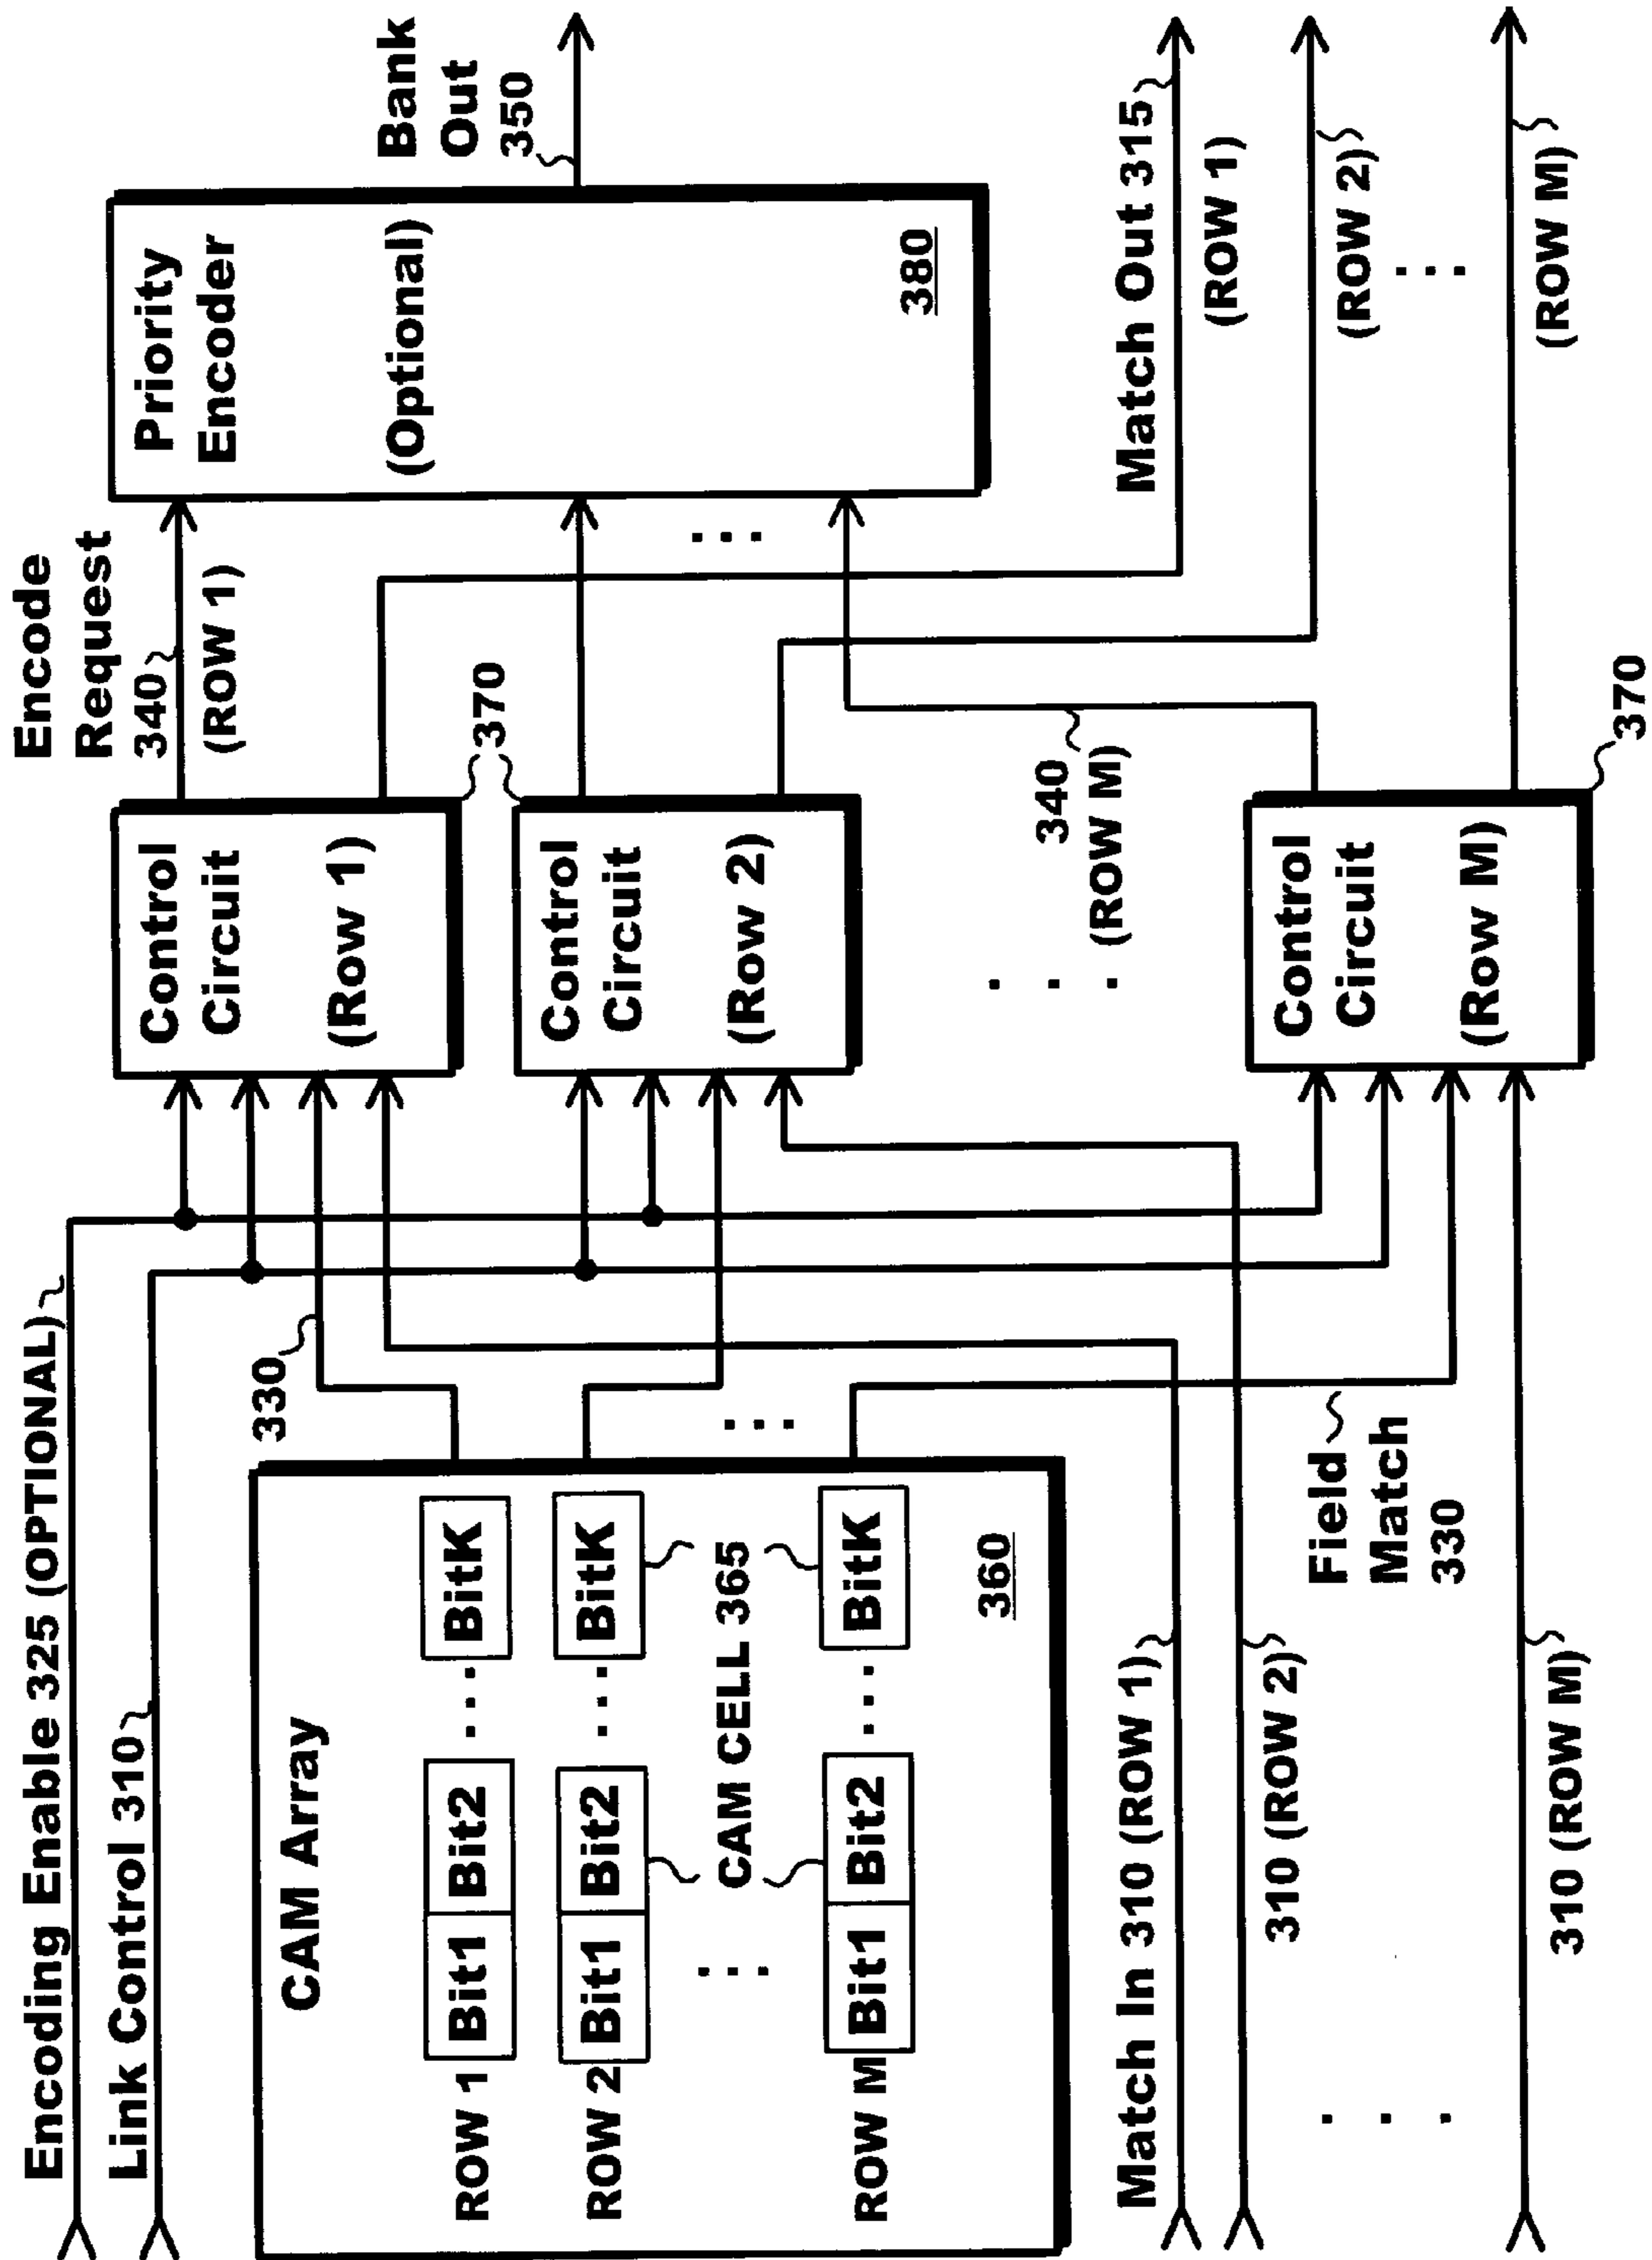 Encoding Enable 325 (OPTIONAL)
Link Control 310
CAM Array
ROW 1
Bit1
Bit2
...
BitK
ROW 2
Bit1
Bit2
...
BitK
CAM CELL 365
...
ROW M
Bit1
Bit2
...
BitK
360
330
...
Field
Match
330
Match In 310 (ROW 1)
310 (ROW 2)
...
310 (ROW M)
Control
Circuit
(Row 1)
370
Control
Circuit
(Row 2)
...
Control
Circuit
(Row M)
370
Encode
Request
340
(ROW 1)
...
340
(ROW M)
Priority
Encoder
(Optional)
380
Bank
Out
350
Match Out 315
(ROW 1)
(ROW 2)
...
(ROW M)